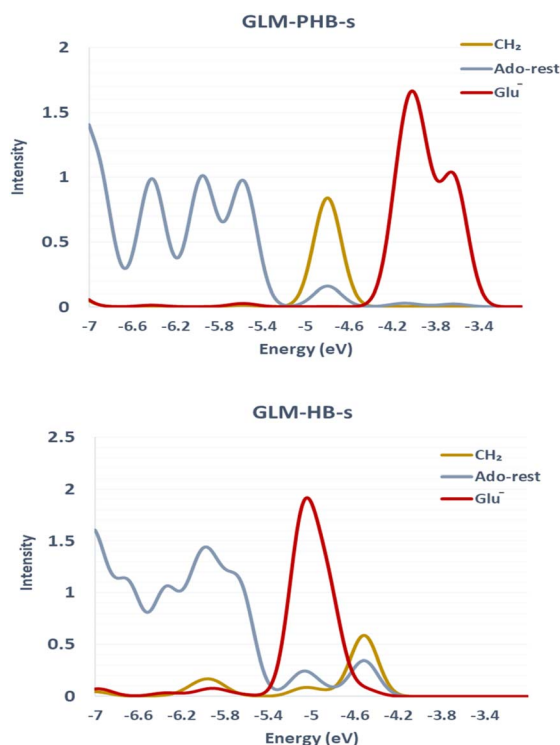 GLM-PHB-s
2
1.5
1
0.5
0
Intensity
CH₂
Ado-rest
Glu⁻
-7 -6.6 -6.2 -5.8 -5.4 -5 -4.6 -4.2 -3.8 -3.4
Energy (eV)
GLM-HB-s
2.5
2
1.5
1
0.5
0
Intensity
CH₂
Ado-rest
Glu⁻
-7 -6.6 -6.2 -5.8 -5.4 -5 -4.6 -4.2 -3.8 -3.4
Energy (eV)